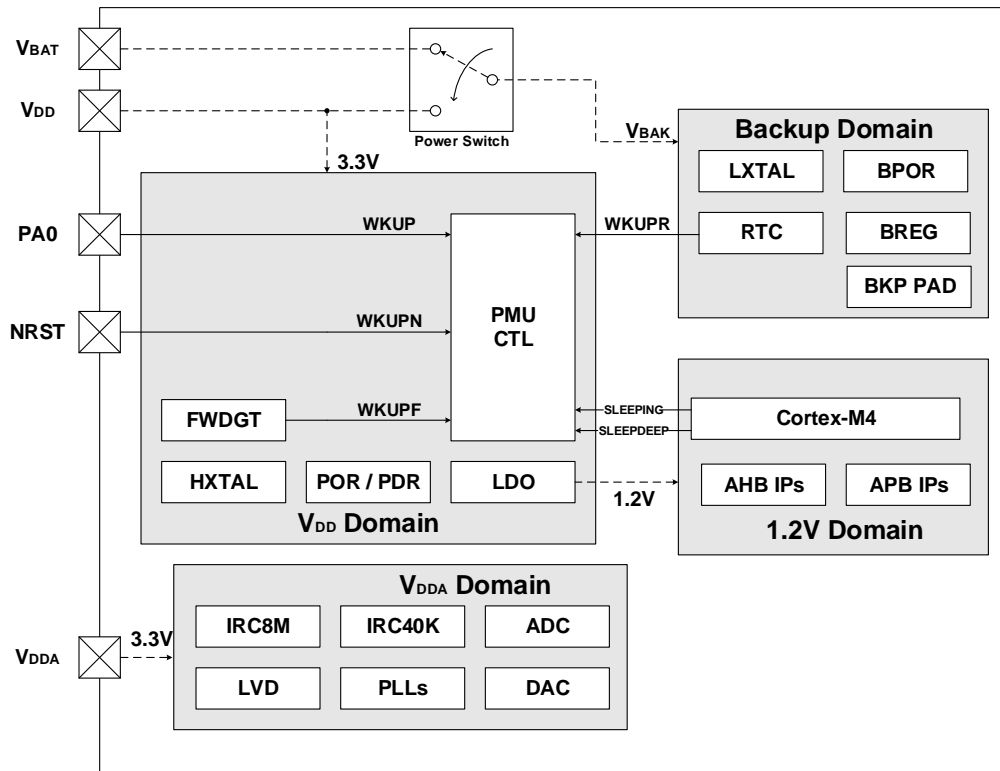 VBAT
VDD
Power Switch
3.3V
VBAK
Backup Domain
LXTAL
BPOR
RTC
BREG
BKP PAD
PA0
WKUP
WKUPR
NRST
WKUPN
PMU
CTL
FWDGT
WKUPF
SLEEPING
SLEEPDEEP
Cortex-M4
HXTAL
POR / PDR
LDO
1.2V
AHB IPs
APB IPs
VDD Domain
1.2V Domain
VDDA Domain
VDDA
3.3V
IRC8M
IRC40K
ADC
LVD
PLLs
DAC